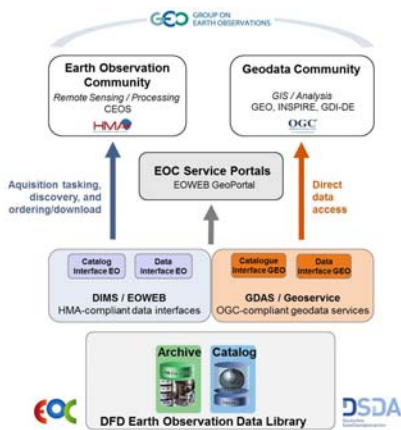 GEO GROUP ON
EARTH OBSERVATIONS
Earth Observation
Community
Remote Sensing / Processing
CEOS
HMA
Geodata Community
GIS / Analysis
GEO, INSPIRE, GDI-DE
OGC
EOC Service Portals
EOWEB GeoPortal
Aquisition tasking,
discovery, and
ordering/download
Direct
data
access
Catalog
Interface EO
Data
Interface EO
Catalogue
Interface GEO
Data
Interface GEO
DIMS / EOWEB
HMA-compliant data interfaces
GDAS / Geoservice
OGC-compliant geodata services
Archive
Catalog
EOC
DFD Earth Observation Data Library
DSDA